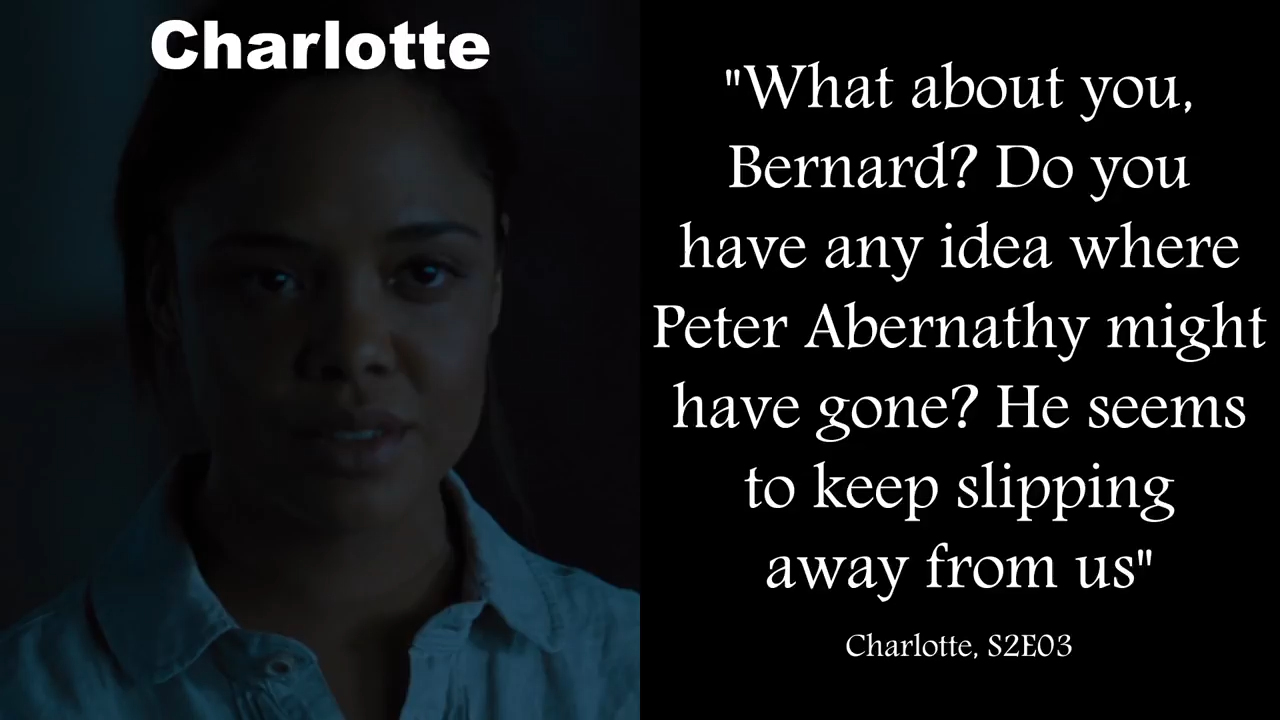 Charlotte
"What about you,
Bernard? Do you
have any idea where
Peter Abernathy might
have gone? He seems
to keep slipping
away from us"
Charlotte, S2E03